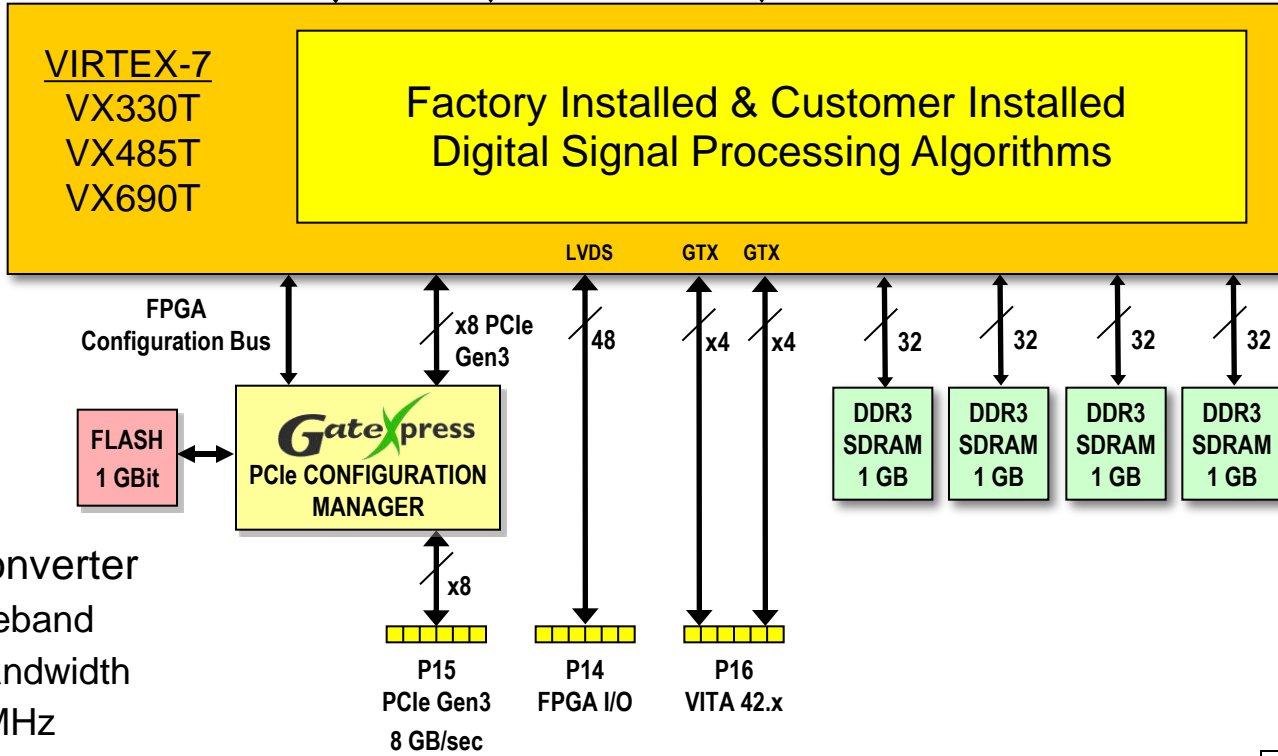 VIRTEX-7
VX330T
VX485T
VX690T
Factory Installed & Customer Installed
Digital Signal Processing Algorithms
LVDS GTX GTX
FPGA
Configuration Bus
x8 PCIe
Gen3
48
x4
x4
32
32
32
32
FLASH
1 GBit
GateXpress
PCIe CONFIGURATION
MANAGER
DDR3
SDRAM
1 GB
DDR3
SDRAM
1 GB
DDR3
SDRAM
1 GB
DDR3
SDRAM
1 GB
x8
onverter
eband
andwidth
MHz
P15
PCIe Gen3
8 GB/sec
P14
FPGA I/O
P16
VITA 42.x